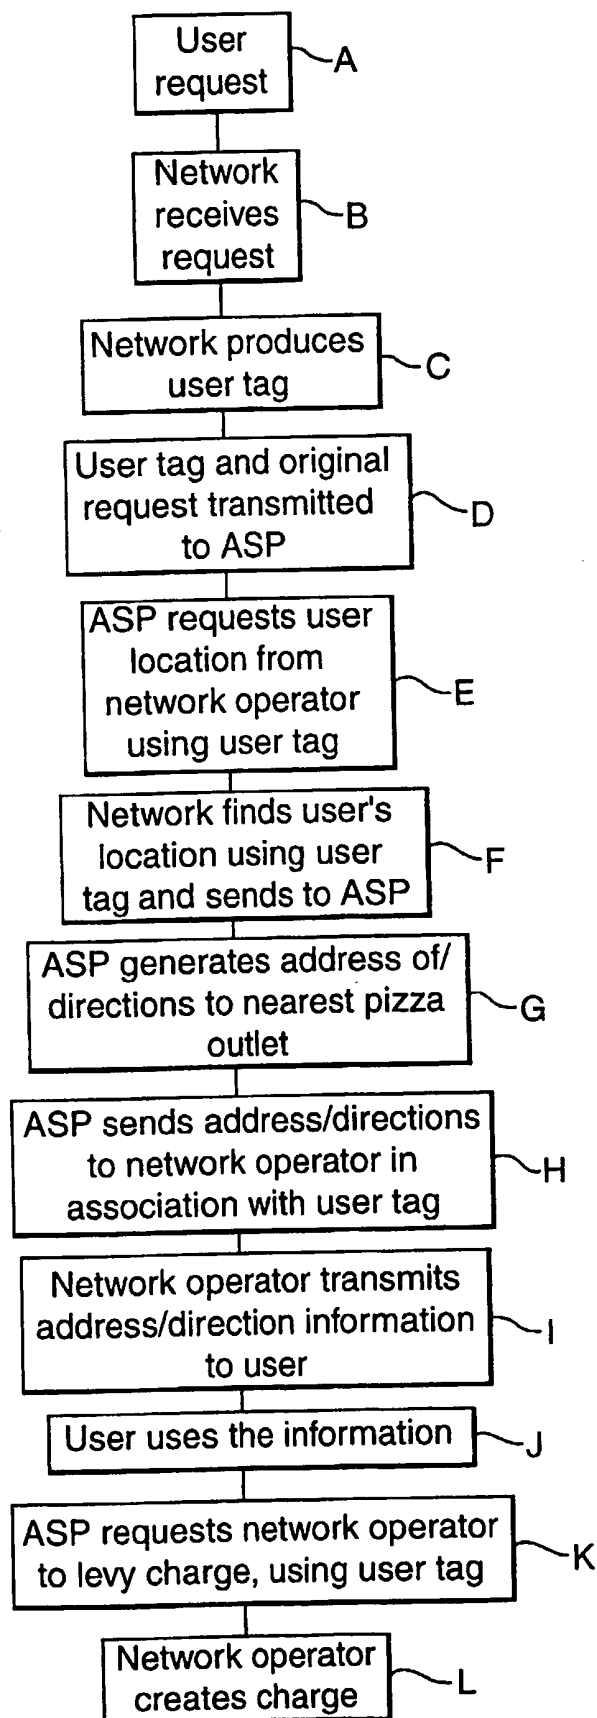 User
request
A
Network
receives
request
B
Network produces
user tag
C
User tag and original
request transmitted
to ASP
D
ASP requests user
location from
network operator
using user tag
E
Network finds user's
location using user
tag and sends to ASP
F
ASP generates address of/
directions to nearest pizza
outlet
G
ASP sends address/directions
to network operator in
association with user tag
H
Network operator transmits
address/direction information
to user
I
User uses the information
J
ASP requests network operator
to levy charge, using user tag
K
Network operator
creates charge
L